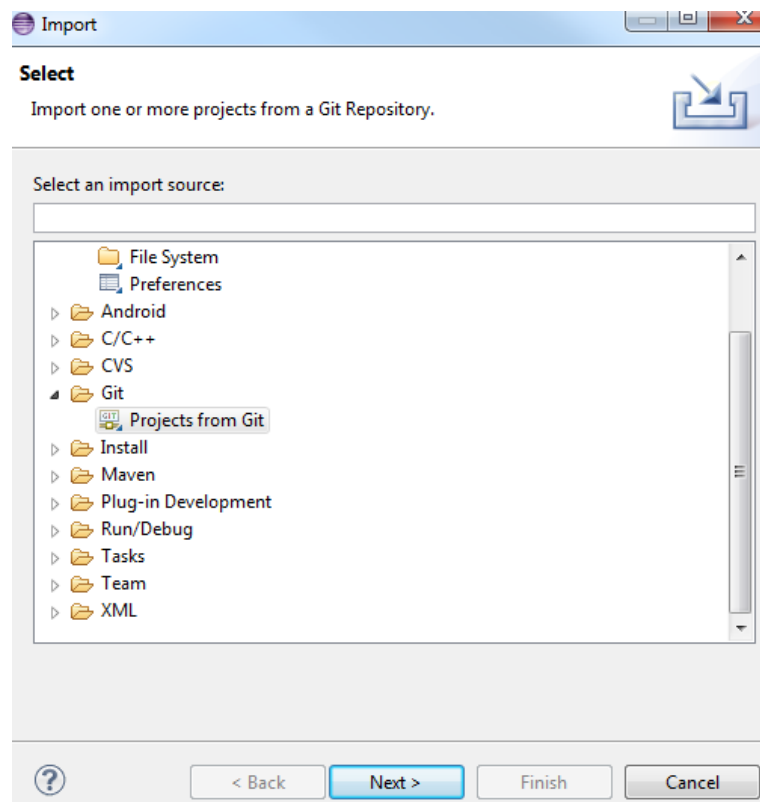 Import
Select
Import one or more projects from a Git Repository.
Select an import source:
File System
Preferences
Android
C/C++
CVS
Git
GIT
Projects from Git
Install
Maven
Plug-in Development
Run/Debug
Tasks
Team
XML
?
< Back
Next >
Finish
Cancel